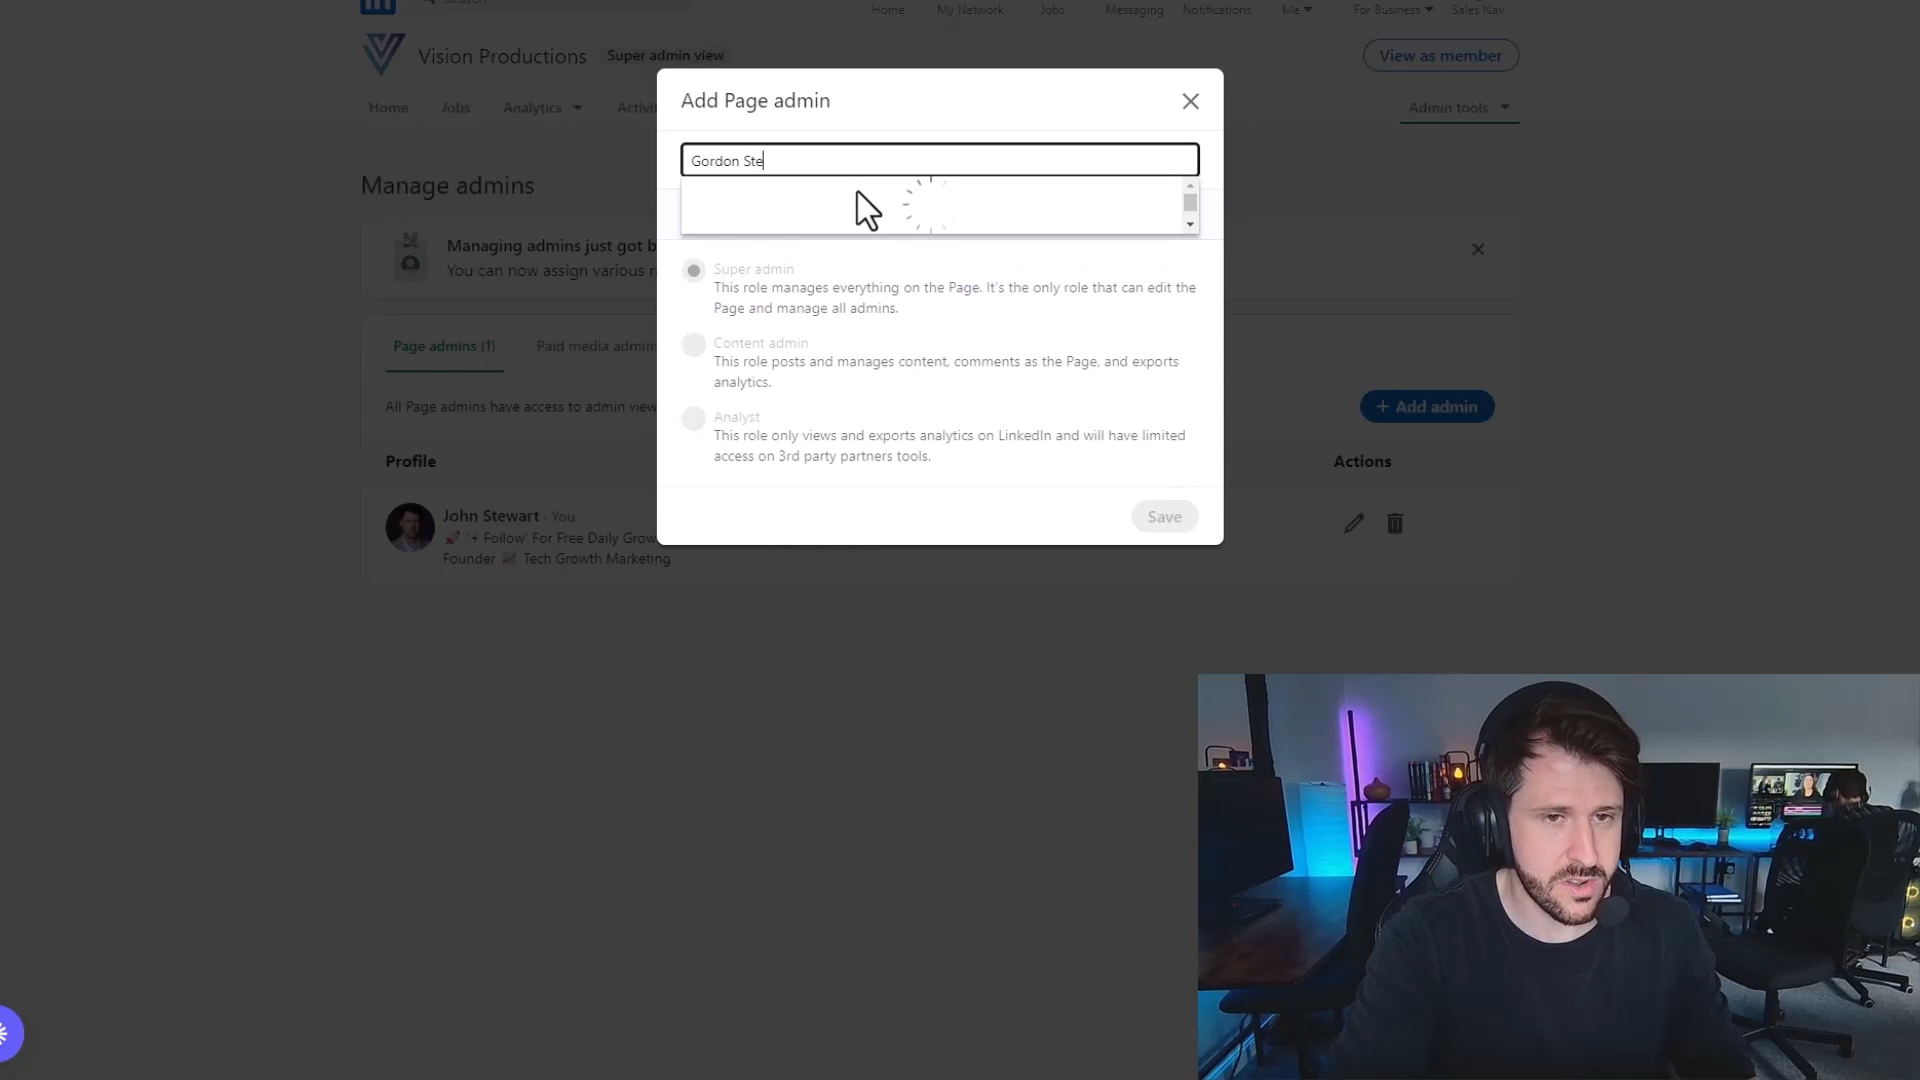 Search
Home
My Network
Jobs
Messaging
Notifications
Me
For Business
Sales Nav
Vision Productions
Super admin view
View as member
Home
Jobs
Analytics
Activit
Admin tools
Add Page admin
Gordon Ste
Manage admins
Managing admins just got b
You can now assign various r
Super admin
This role manages everything on the Page. It's the only role that can edit the
Page and manage all admins.
Content admin
This role posts and manages content, comments as the Page, and exports
analytics.
Analyst
This role only views and exports analytics on LinkedIn and will have limited
access on 3rd party partners tools.
Save
Page admins (1)
Paid media admins
All Page admins have access to admin view
+ Add admin
Profile
Actions
John Stewart · You
🚀 '+ Follow' For Free Daily Grow
Founder 📈 Tech Growth Marketing